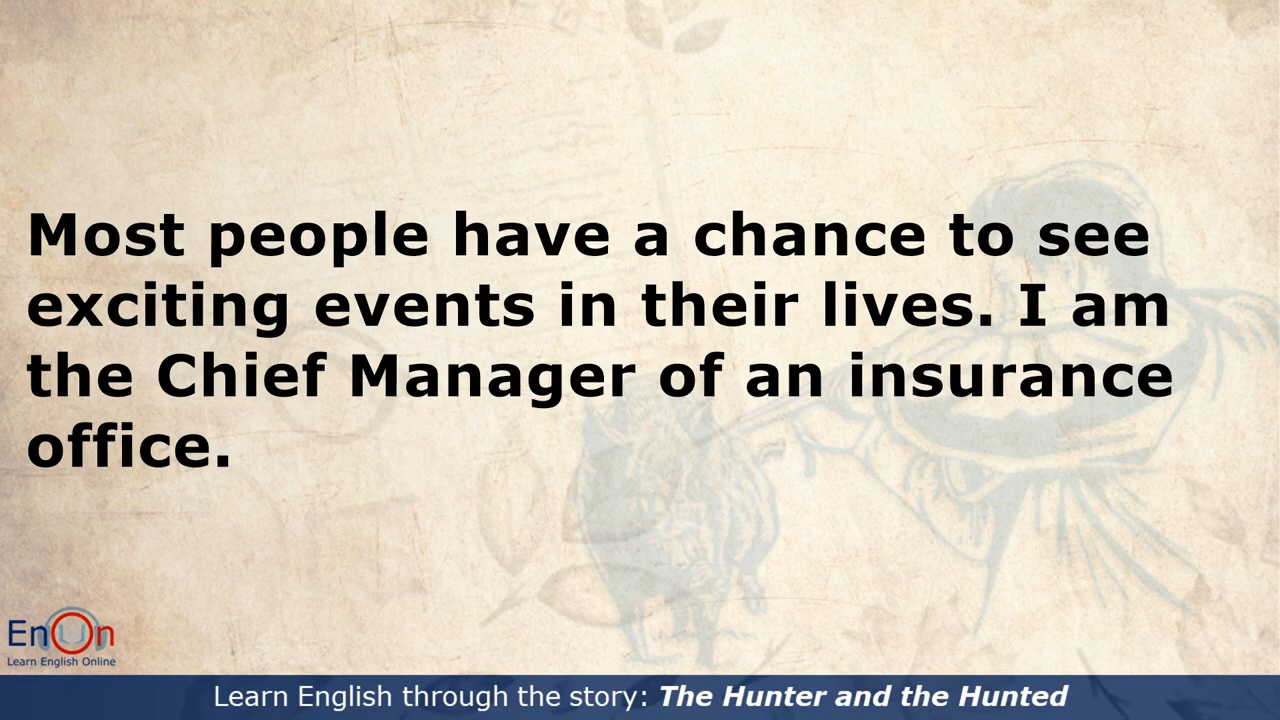 Most people have a chance to see
exciting events in their lives. I am
the Chief Manager of an insurance
office.
EnOn
Learn English Online
Learn English through the story: The Hunter and the Hunted